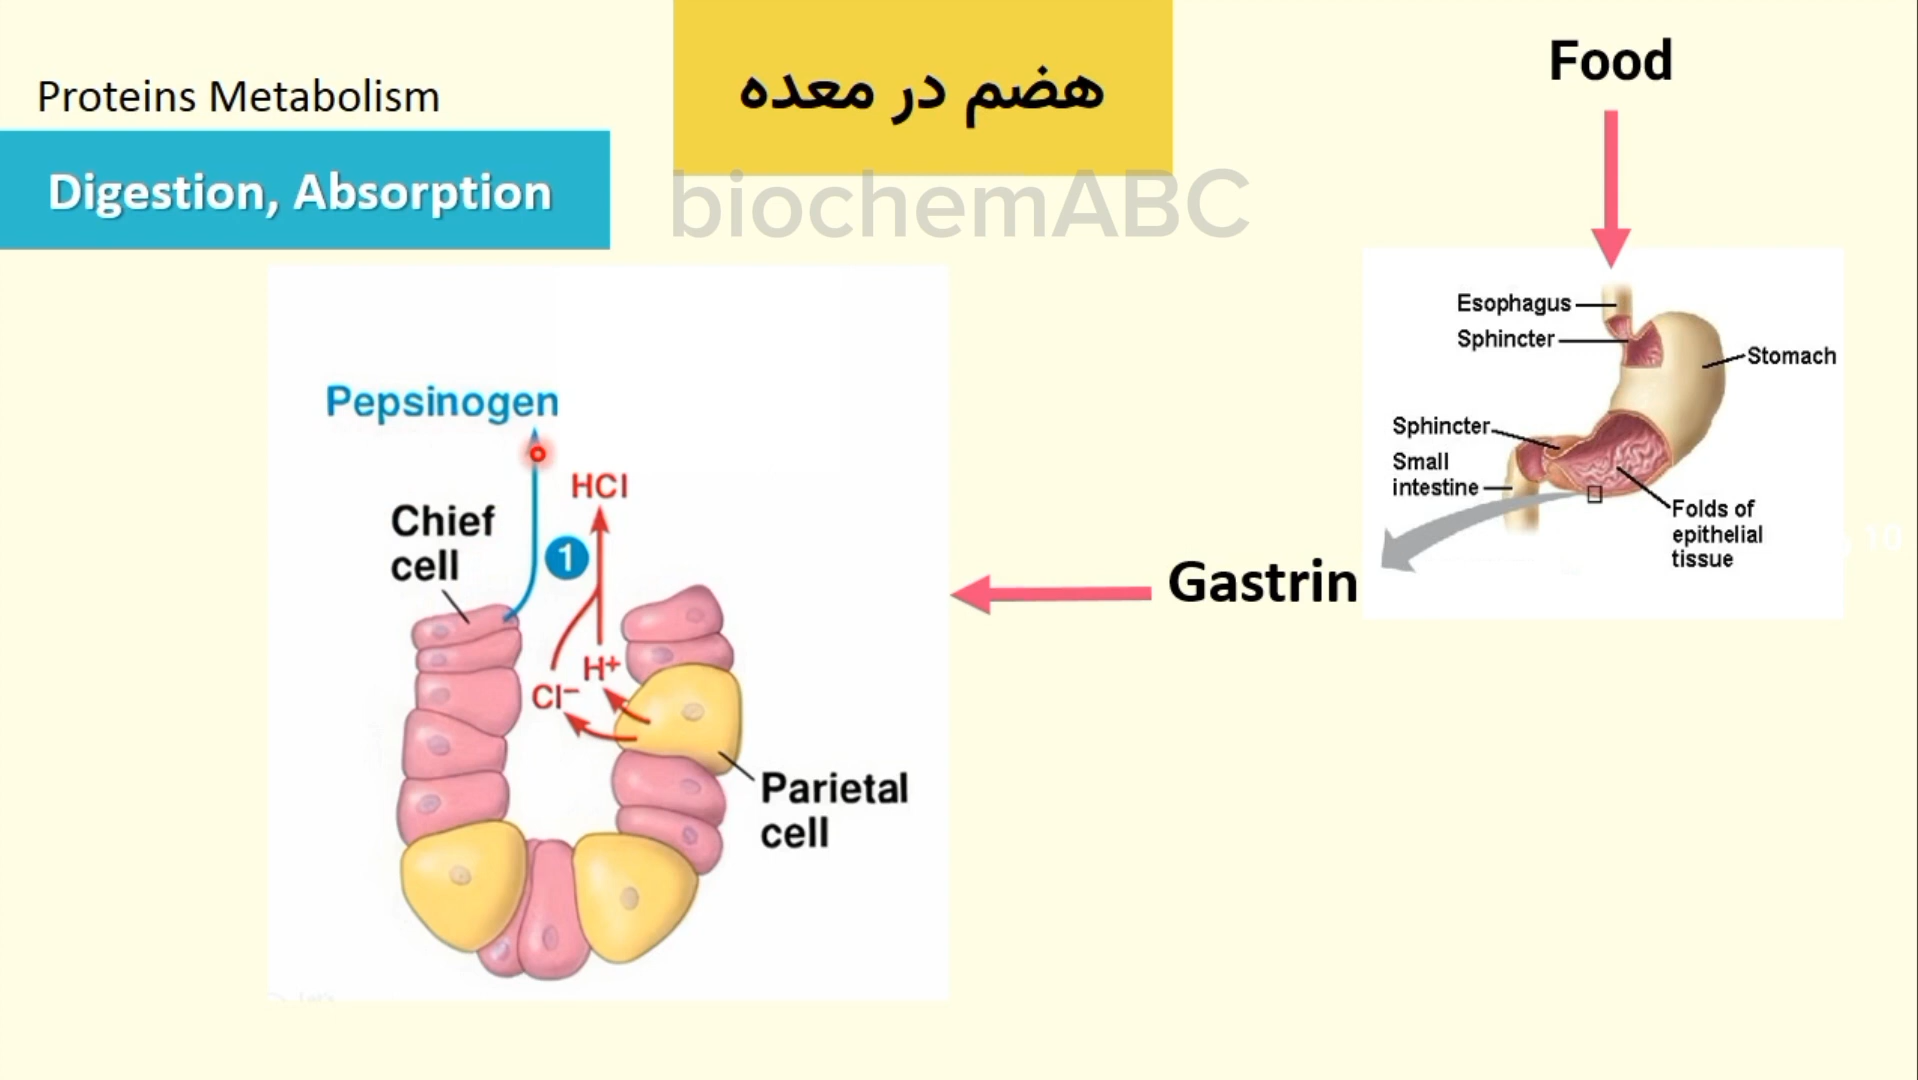 Proteins Metabolism
Digestion, Absorption
هضم در معده
biochemABC
Food
Esophagus
Sphincter
Stomach
Sphincter
Small
intestine
Folds of
epithelial
tissue
10
Gastrin
Pepsinogen
HCl
Chief
cell
1
H+
Cl−
Parietal
cell